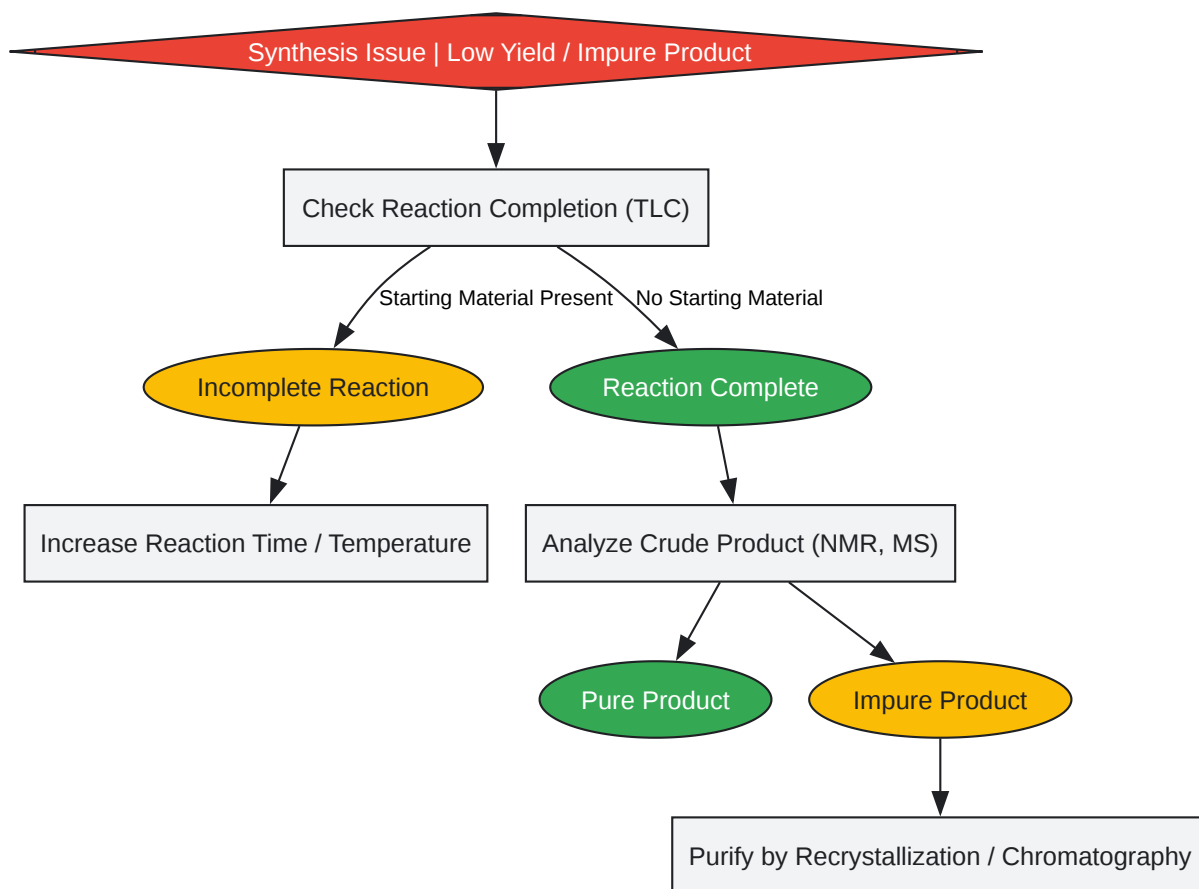 Synthesis Issue | Low Yield / Impure Product
Check Reaction Completion (TLC)
Starting Material Present
No Starting Material
Incomplete Reaction
Reaction Complete
Increase Reaction Time / Temperature
Analyze Crude Product (NMR, MS)
Pure Product
Impure Product
Purify by Recrystallization / Chromatography